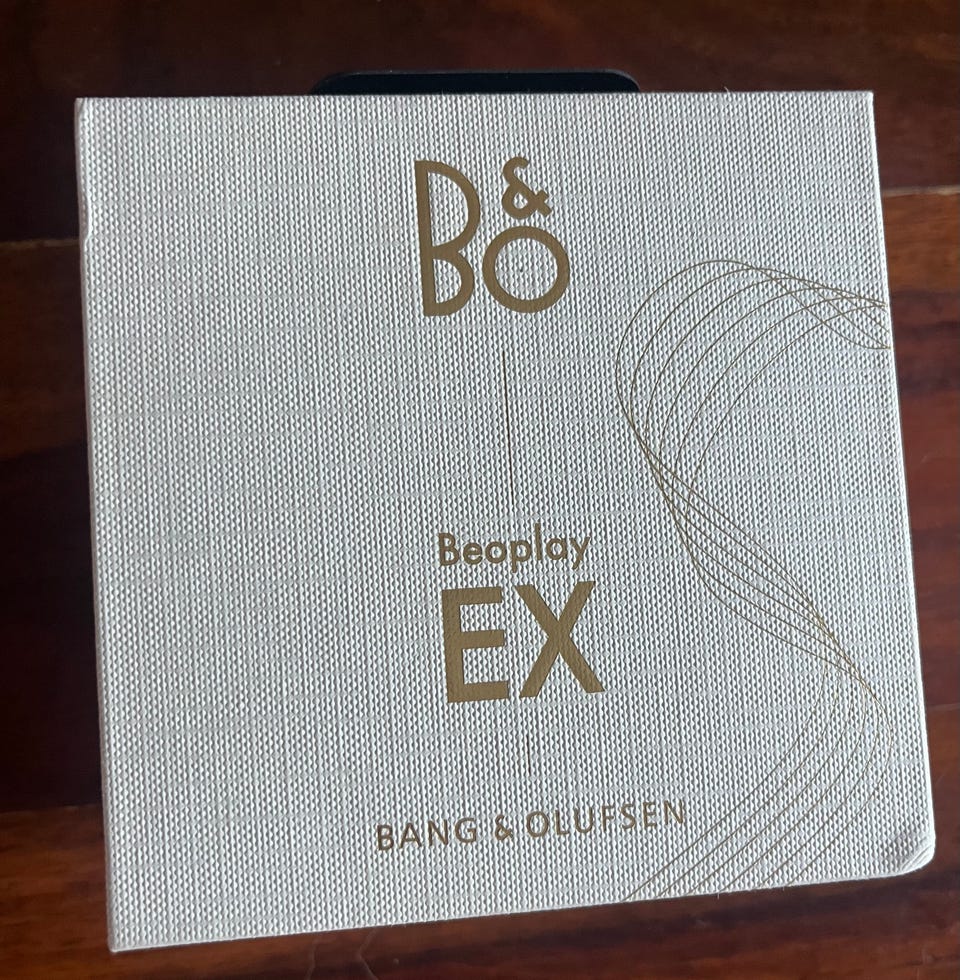 B&O
Beoplay
EX
BANG & OLUFSEN